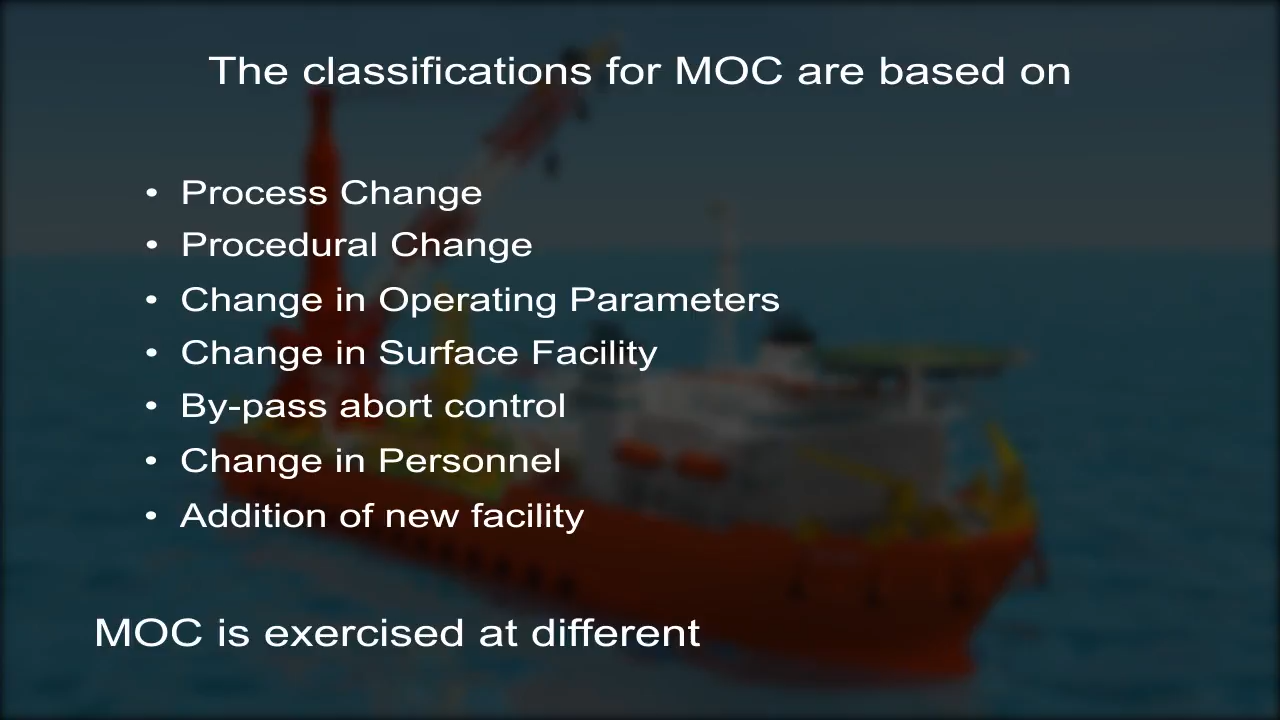 The classifications for MOC are based on
• Process Change
• Procedural Change
• Change in Operating Parameters
• Change in Surface Facility
• By-pass abort control
• Change in Personnel
• Addition of new facility
MOC is exercised at different